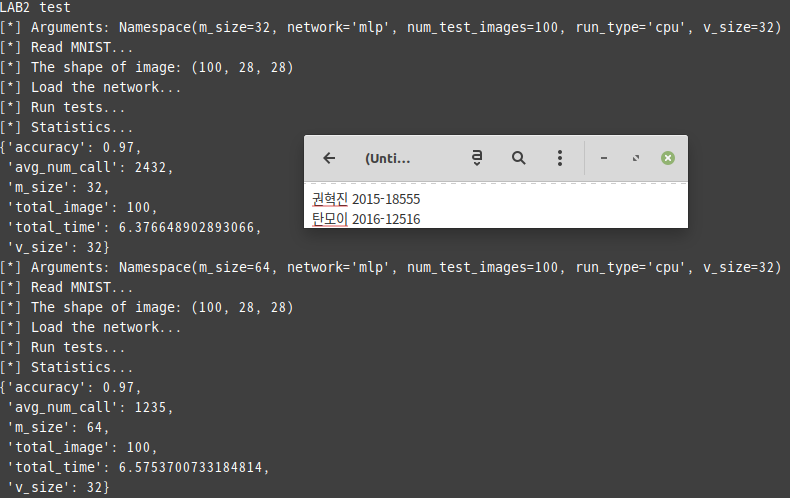 LAB2 test
[*] Arguments: Namespace(m_size=32, network='mlp', num_test_images=100, run_type='cpu', v_size=32)
[*] Read MNIST...
[*] The shape of image: (100, 28, 28)
[*] Load the network...
[*] Run tests...
[*] Statistics...
{'accuracy': 0.97,
 'avg_num_call': 2432,
 'm_size': 32,
 'total_image': 100,
 'total_time': 6.376648902893066,
 'v_size': 32}
[*] Arguments: Namespace(m_size=64, network='mlp', num_test_images=100, run_type='cpu', v_size=32)
[*] Read MNIST...
[*] The shape of image: (100, 28, 28)
[*] Load the network...
[*] Run tests...
[*] Statistics...
{'accuracy': 0.97,
 'avg_num_call': 1235,
 'm_size': 64,
 'total_image': 100,
 'total_time': 6.5753700733184814,
 'v_size': 32}
(Unti...
권혁진 2015-18555
탄모이 2016-12516